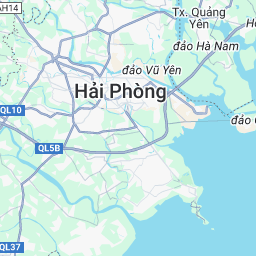 AH14
Tx. Quảng
Yên
đảo Hà Nam
đảo Vũ Yên
Hải Phòng
QL10
QL5B
QL37